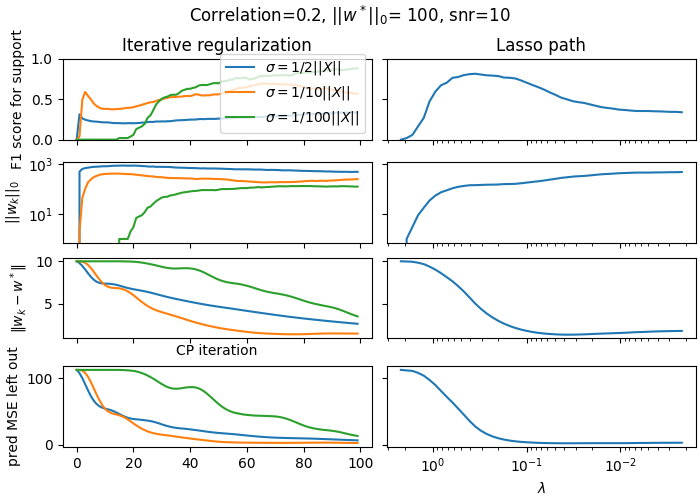 Correlation=0.2, ||w*||₀= 100, snr=10
Iterative regularization
Lasso path
F1 score for support
1.0
0.5
0.0
σ = 1/2||X||
σ = 1/10||X||
σ = 1/100||X||
||wₖ||₀
10³
10¹
‖wₖ − w*‖
10
5
CP iteration
pred MSE left out
100
0
0 20 40 60 80 100
10⁰ 10⁻¹ 10⁻²
λ